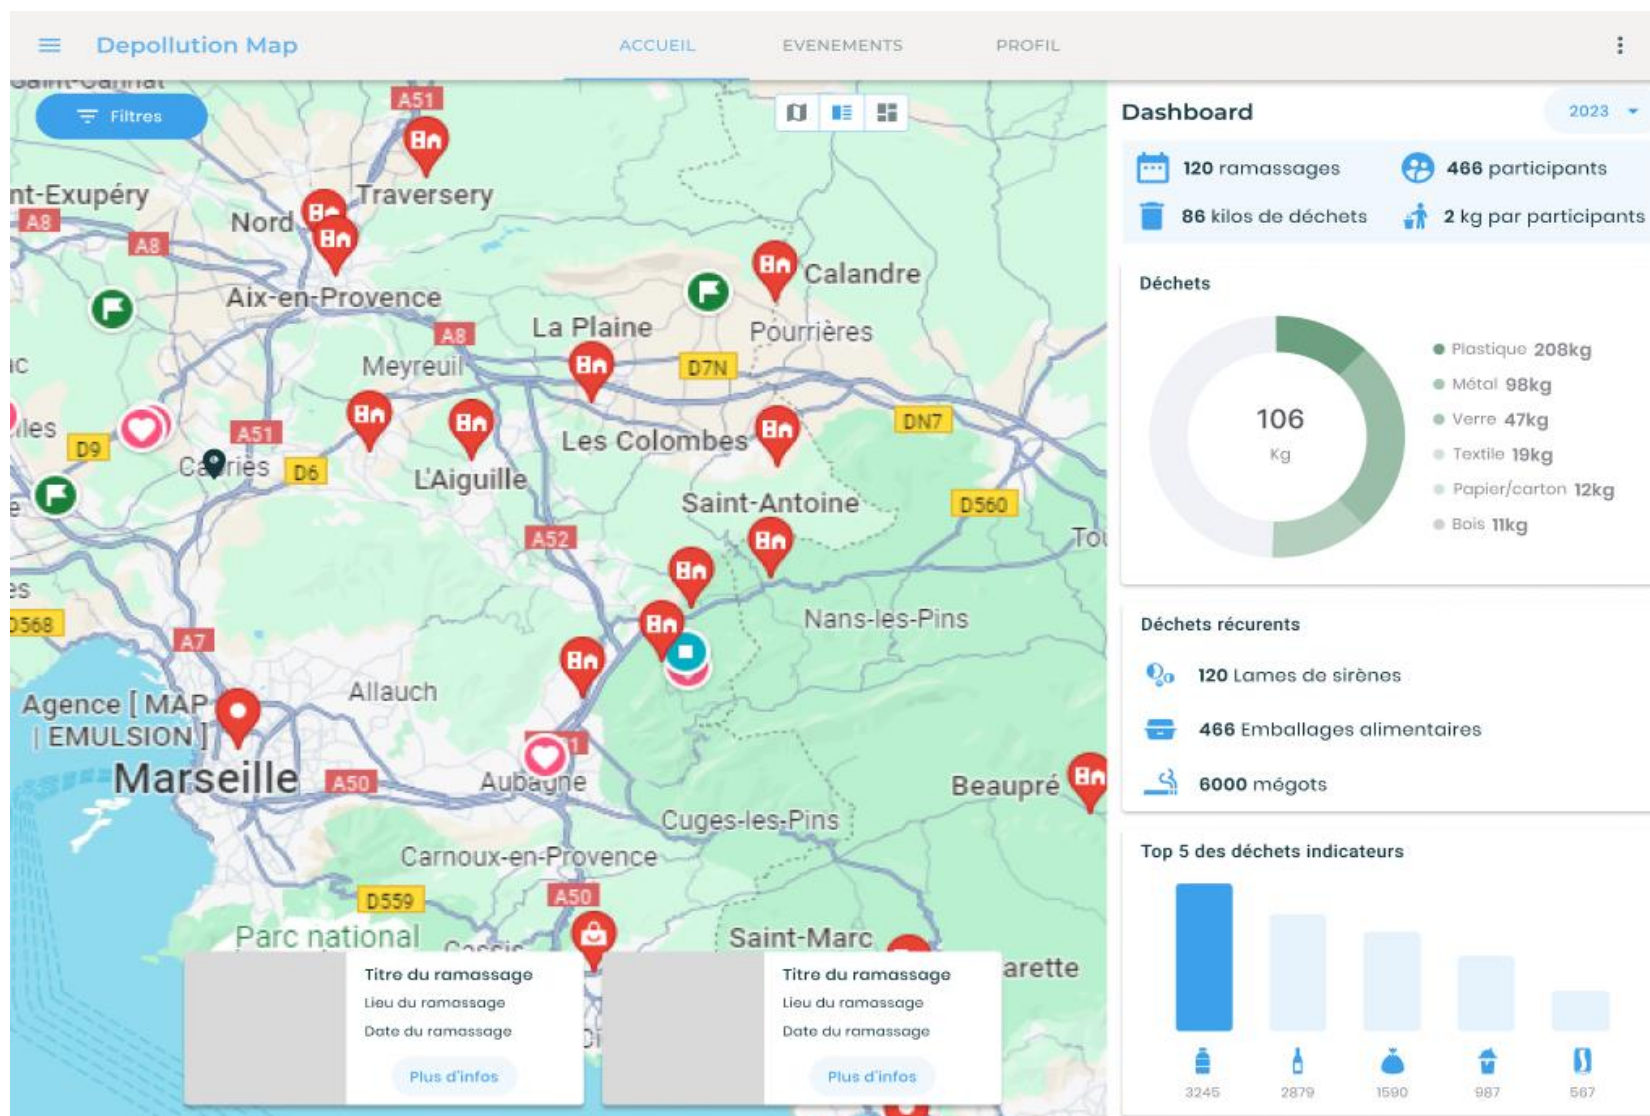 Depollution Map
ACCUEIL
EVENEMENTS
PROFIL
Filtres
A51
nt-Exupéry
Nord
Traversery
A8
A8
Aix-en-Provence
Calandre
La Plaine
Pourrières
A8
Meyreuil
D7N
DN7
A51
D9
Les Colombes
Cabriès
D6
L'Aiguille
Saint-Antoine
D560
A52
Nans-les-Pins
D568
A7
Allauch
Agence [ MAP
| EMULSION ]
Marseille
A50
Aubagne
Beaupré
Cuges-les-Pins
Carnoux-en-Provence
A50
D559
Parc national
Cassis
Saint-Marc
arette
Titre du ramassage
Lieu du ramassage
Date du ramassage
Plus d'infos
Titre du ramassage
Lieu du ramassage
Date du ramassage
Plus d'infos
Dashboard
2023
120 ramassages
466 participants
86 kilos de déchets
2 kg par participants
Déchets
106
Kg
Plastique 208kg
Métal 98kg
Verre 47kg
Textile 19kg
Papier/carton 12kg
Bois 11kg
Déchets récurents
120 Lames de sirènes
466 Emballages alimentaires
6000 mégots
Top 5 des déchets indicateurs
3245
2879
1590
987
567